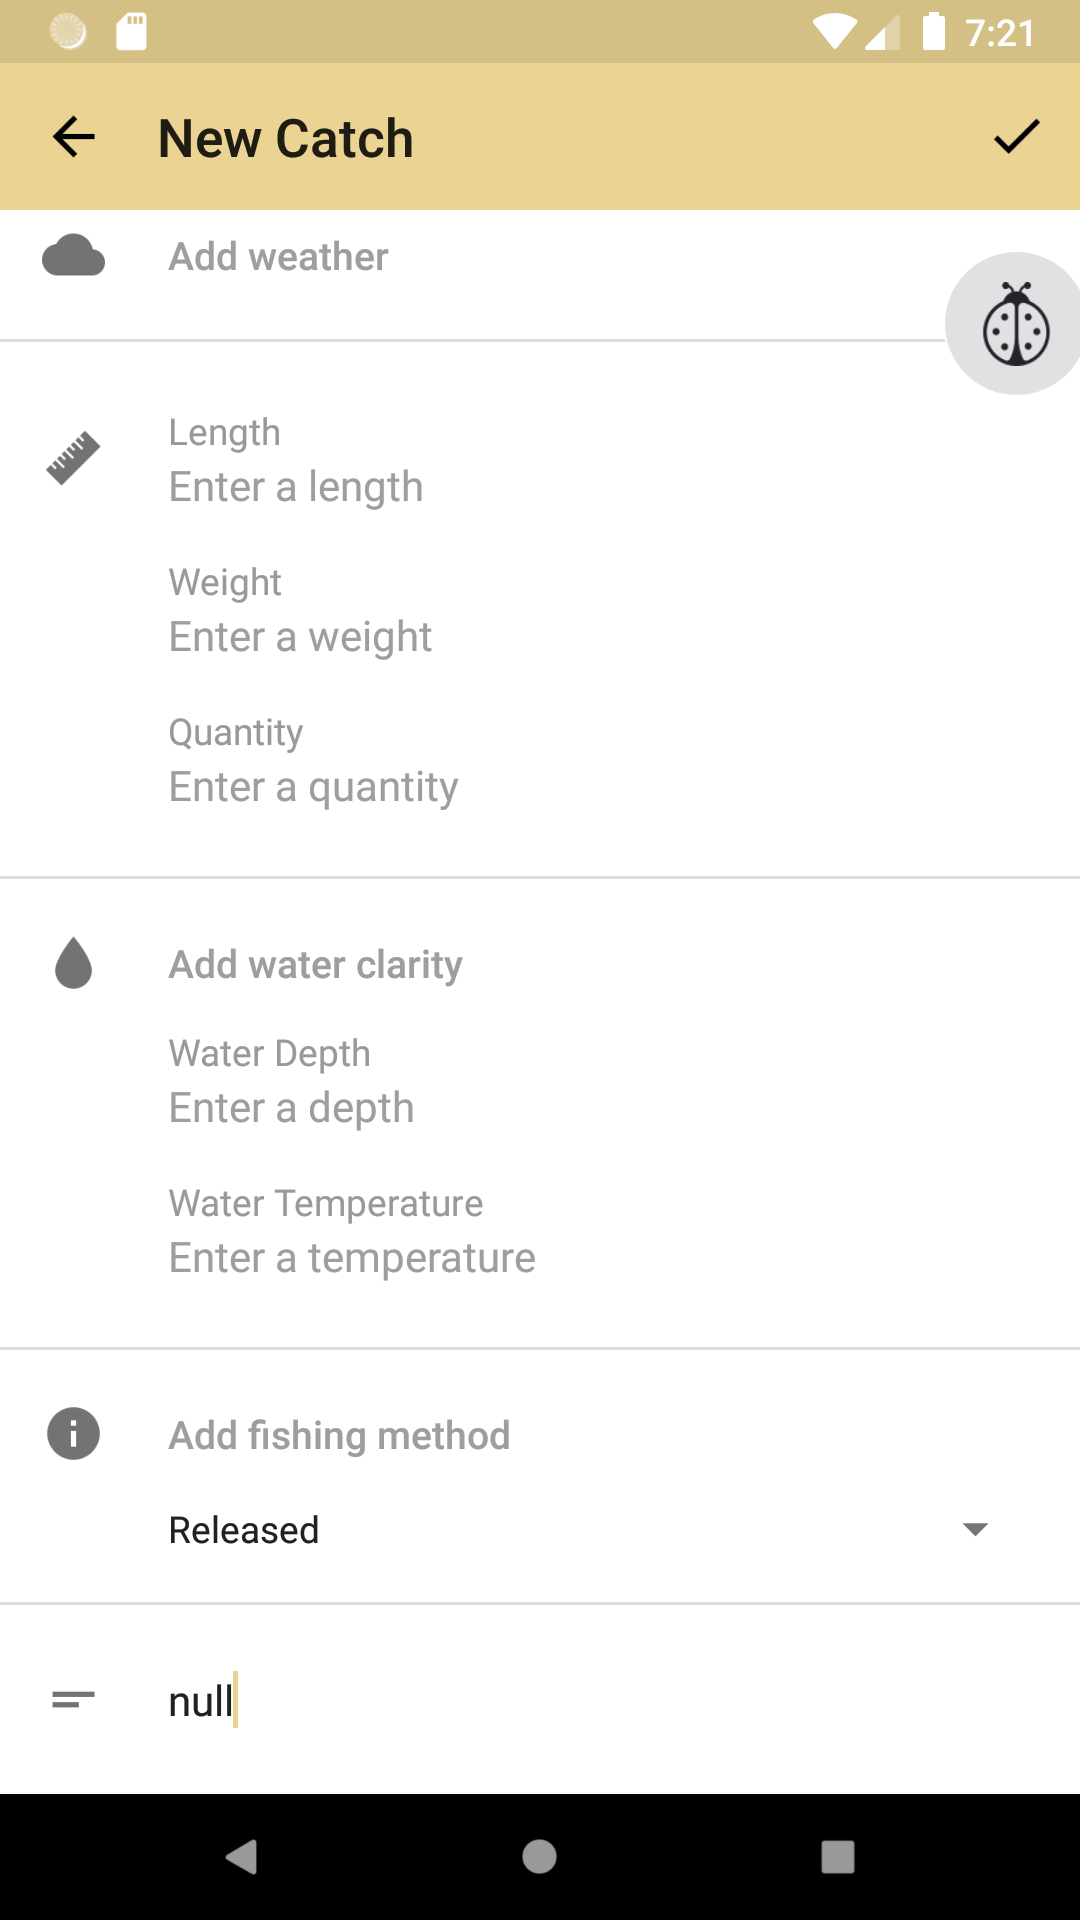 7:21
New Catch
Add weather
Length
Enter a length
Weight
Enter a weight
Quantity
Enter a quantity
Add water clarity
Water Depth
Enter a depth
Water Temperature
Enter a temperature
Add fishing method
Released
null